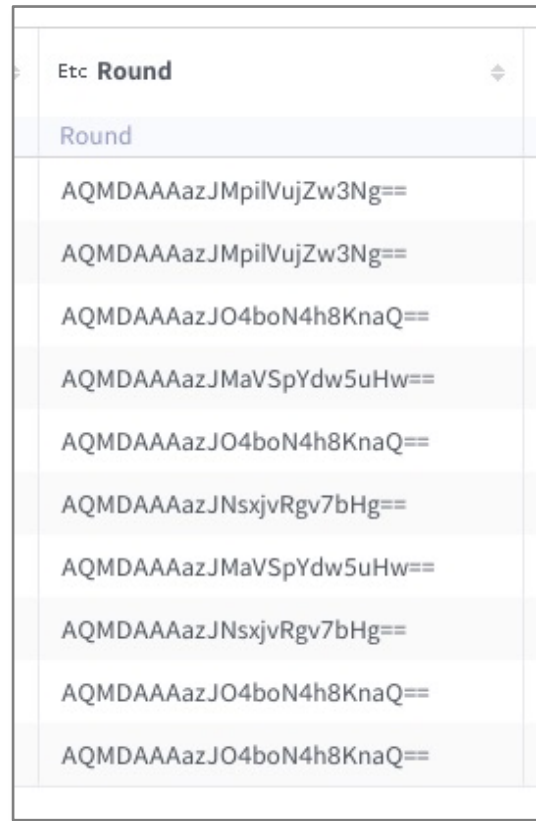 Etc Round
Round
AQMDAAAazJMpilVujZw3Ng==
AQMDAAAazJMpilVujZw3Ng==
AQMDAAAazJO4boN4h8KnaQ==
AQMDAAAazJMaVSpYdw5uHw==
AQMDAAAazJO4boN4h8KnaQ==
AQMDAAAazJNsxjvRgv7bHg==
AQMDAAAazJMaVSpYdw5uHw==
AQMDAAAazJNsxjvRgv7bHg==
AQMDAAAazJO4boN4h8KnaQ==
AQMDAAAazJO4boN4h8KnaQ==